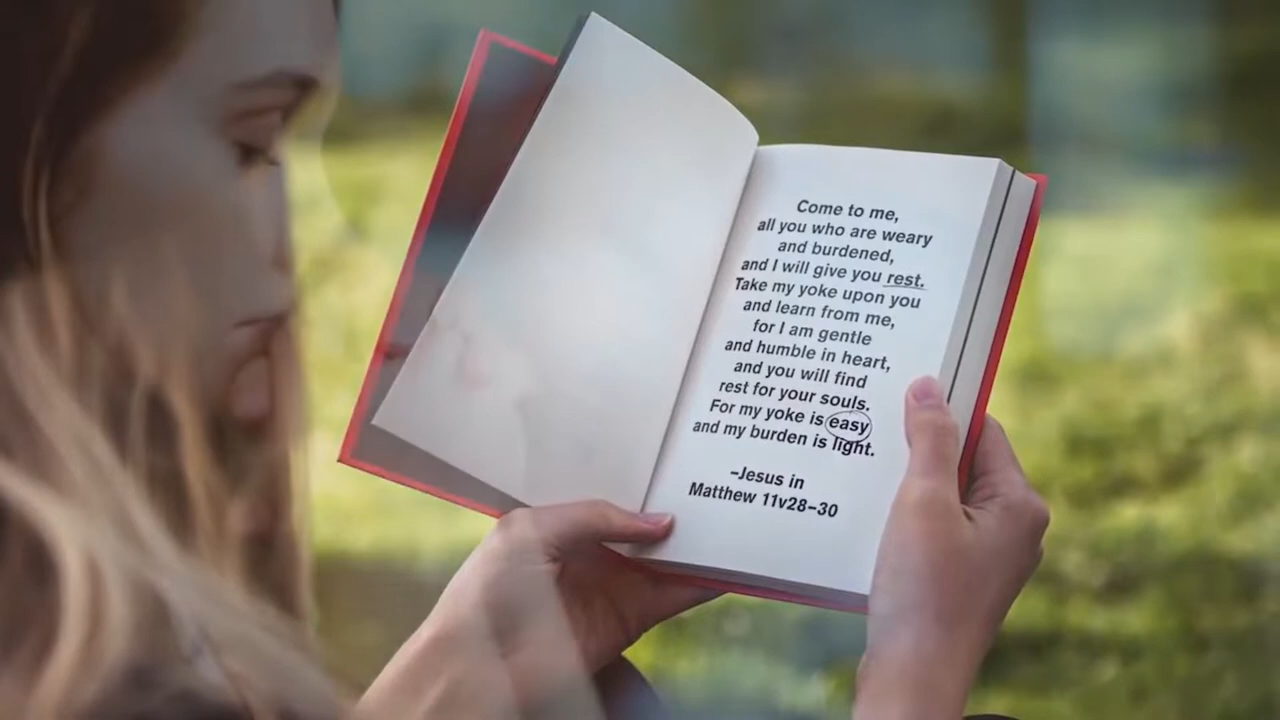 Come to me,
all you who are weary
and burdened,
and I will give you rest.
Take my yoke upon you
and learn from me,
for I am gentle
and humble in heart,
and you will find
rest for your souls.
For my yoke is easy
and my burden is light.
–Jesus in
Matthew 11v28–30